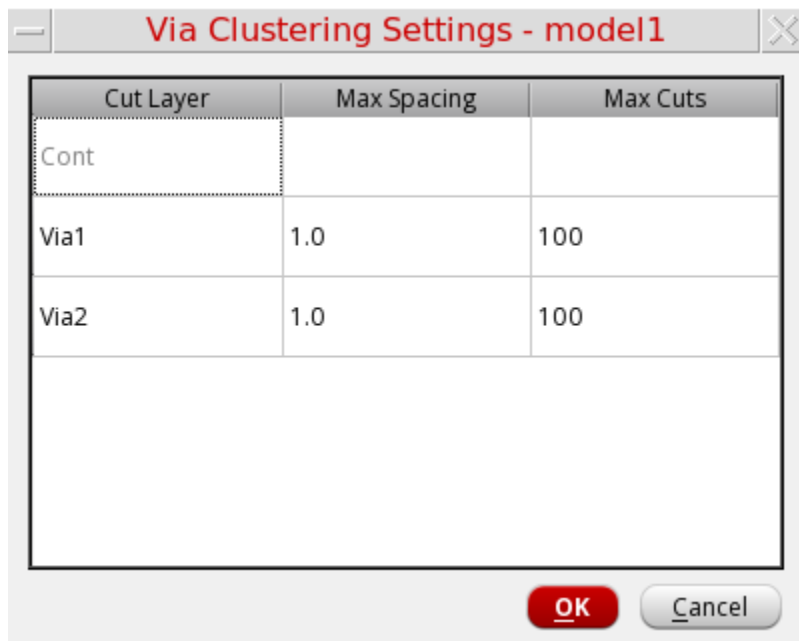 Via Clustering Settings - model1
Cut Layer Max Spacing Max Cuts
Cont
Via1 1.0 100
Via2 1.0 100
OK Cancel